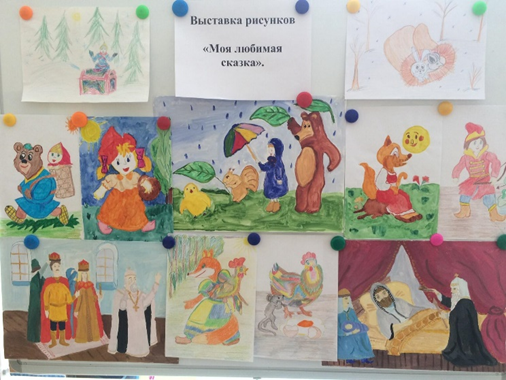 Выставка рисунков
«Моя любимая
сказка».